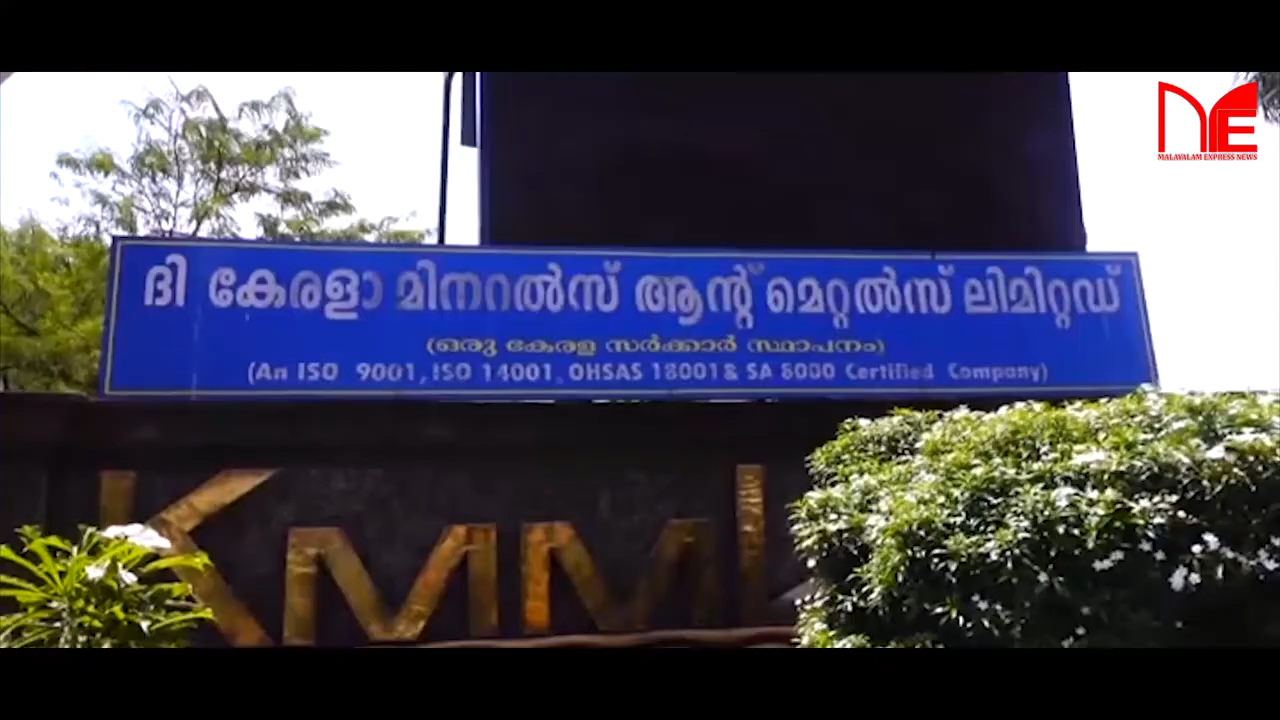 ME
MALAYALAM EXPRESS NEWS
ദി കേരളാ മിനറൽസ് ആന്റ് മെറ്റൽസ് ലിമിറ്റഡ്
(ഒരു കേരള സർക്കാർ സ്ഥാപനം)
(An ISO 9001, ISO 14001, OHSAS 18001 & SA 8000 Certified Company)
KMML